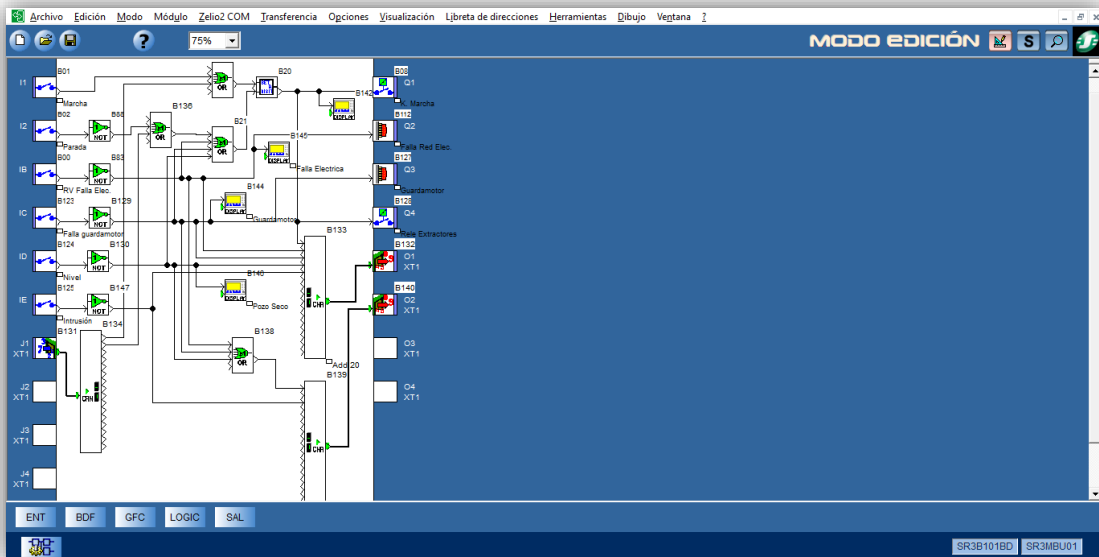 Archivo Edición Modo Módulo Zelio2 COM Transferencia Opciones Visualización Libreta de direcciones Herramientas Dibujo Ventana ?
75%
MODO EDICIÓN
S
B01
B20
B08
I1
OR
B142
Q1
Marcha
DISPLAY
K. Marcha
B136
B02
B88
B21
B112
I2
NOT
OR
B145
Q2
Parada
OR
Falla Red Elec.
B00
B83
DISPLAY
B127
IB
NOT
Falla Electrica
Q3
RV Falla Elec.
B144
Guardamotor
B123
B129
DISPLAY
B128
IC
NOT
Guardamotor
Q4
Falla guardamotor
B133
Rele Extractores
B124
B130
B132
ID
NOT
O1
XT1
Nivel
B125
B147
B140
IE
NOT
DISPLAY
Pozo Seco
O2
XT1
Intrusión
B131
B134
B138
J1
XT1
OR
O3
XT1
Add 20
B139
J2
XT1
O4
XT1
J3
XT1
J4
XT1
ENT BDF GFC LOGIC SAL
SR3B101BD SR3MBU01